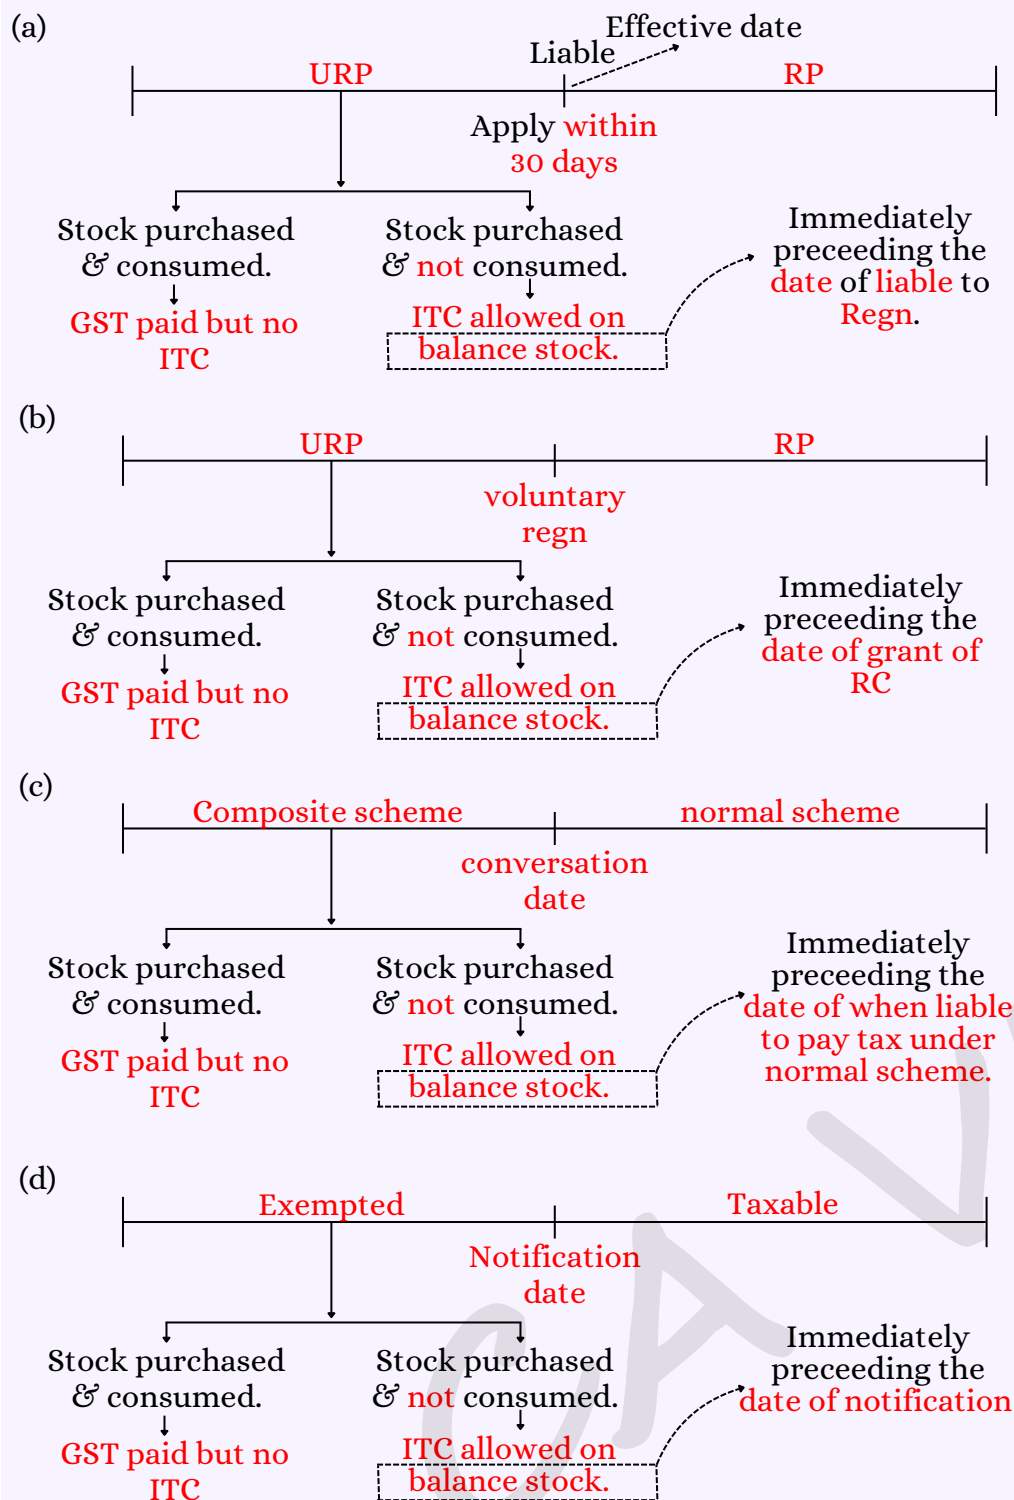 (a)
Effective date
Liable
URP
RP
Apply within
30 days
Stock purchased
& consumed.
Stock purchased
& not consumed.
Immediately
preceeding the
date of liable to
Regn.
GST paid but no
ITC
ITC allowed on
balance stock.
(b)
URP
RP
voluntary
regn
Stock purchased
& consumed.
Stock purchased
& not consumed.
Immediately
preceeding the
date of grant of
RC
GST paid but no
ITC
ITC allowed on
balance stock.
(c)
Composite scheme
normal scheme
conversation
date
Stock purchased
& consumed.
Stock purchased
& not consumed.
Immediately
preceeding the
date of when liable
to pay tax under
normal scheme.
GST paid but no
ITC
ITC allowed on
balance stock.
(d)
Exempted
Taxable
Notification
date
Stock purchased
& consumed.
Stock purchased
& not consumed.
Immediately
preceeding the
date of notification
GST paid but no
ITC
ITC allowed on
balance stock.
CA V